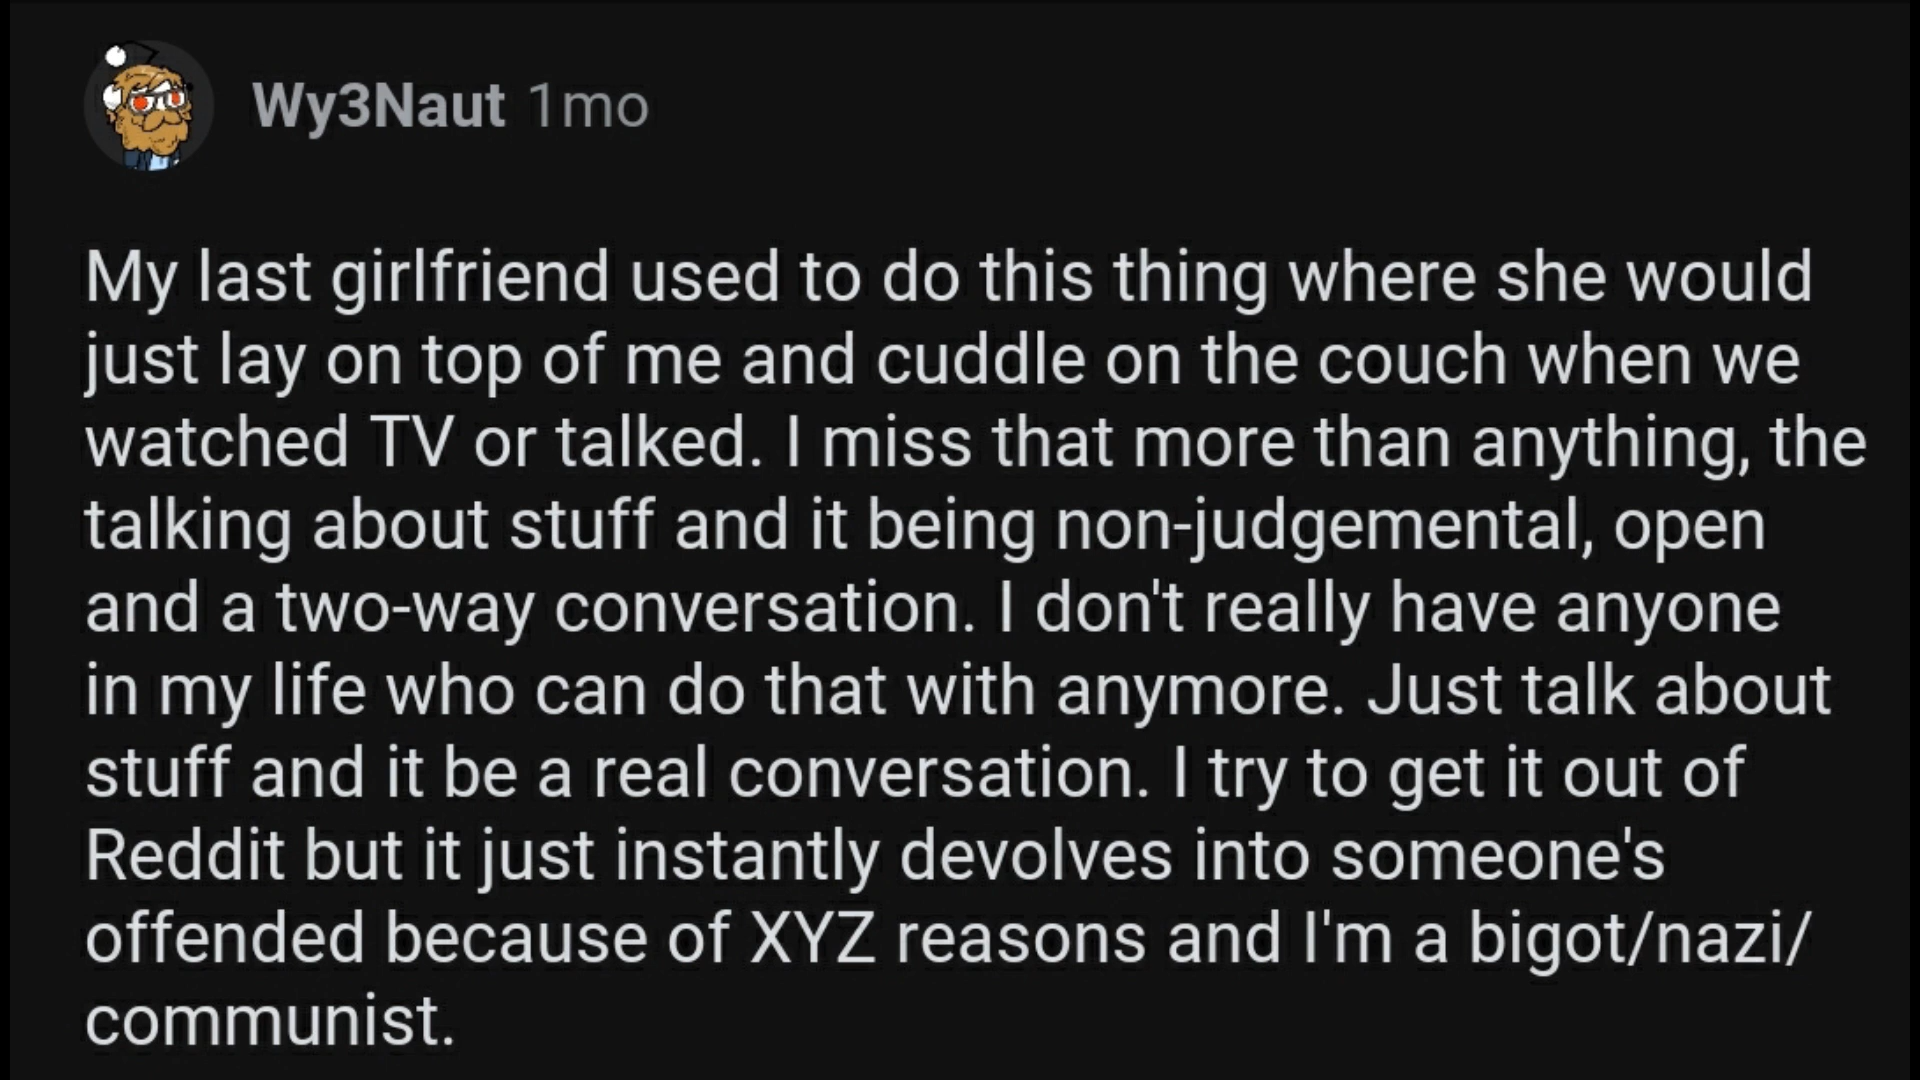 Wy3Naut 1mo
My last girlfriend used to do this thing where she would
just lay on top of me and cuddle on the couch when we
watched TV or talked. I miss that more than anything, the
talking about stuff and it being non-judgemental, open
and a two-way conversation. I don't really have anyone
in my life who can do that with anymore. Just talk about
stuff and it be a real conversation. I try to get it out of
Reddit but it just instantly devolves into someone's
offended because of XYZ reasons and I'm a bigot/nazi/
communist.